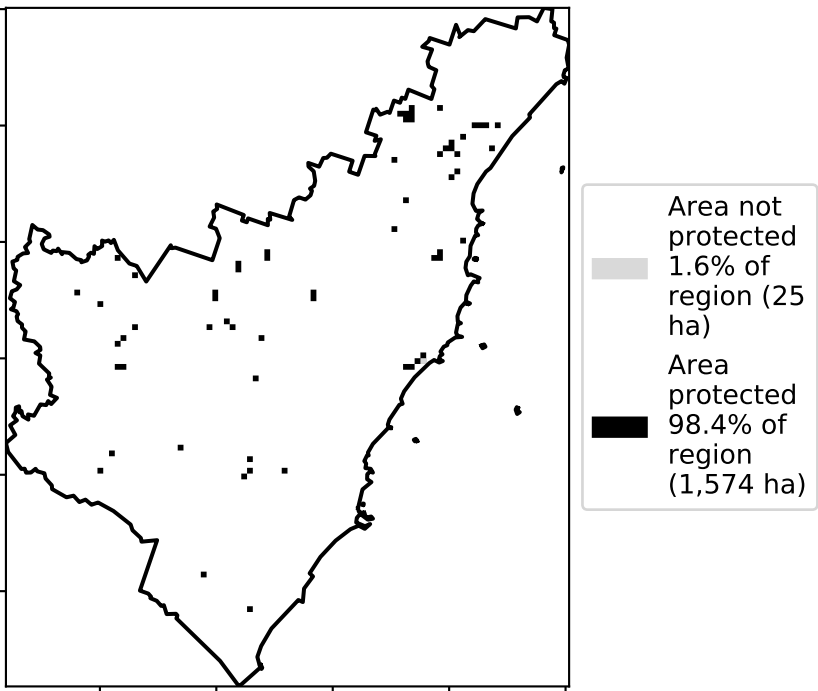 Area not
protected
1.6% of
region (25
ha)
Area
protected
98.4% of
region
(1,574 ha)